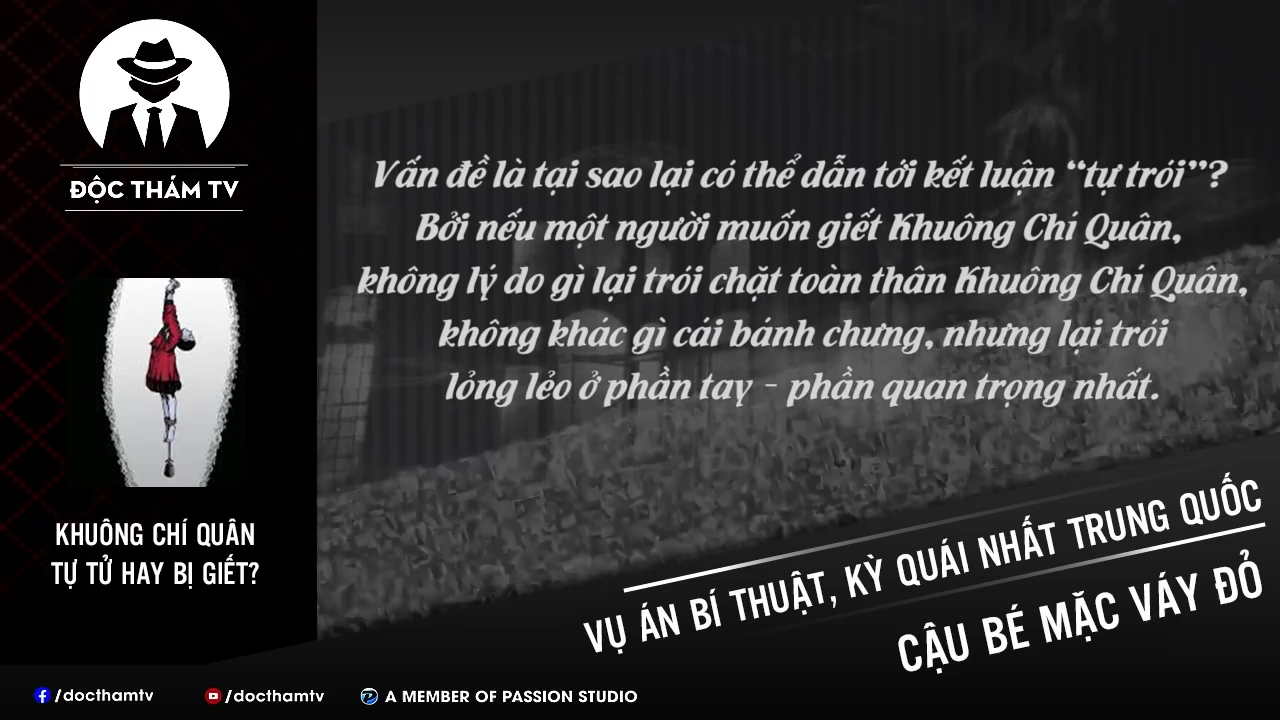 ĐỘC THÁM TV
KHUÔNG CHÍ QUÂN
TỰ TỬ HAY BỊ GIẾT?
Vấn đề là tại sao lại có thể dẫn tới kết luận “tự trói”?
Bởi nếu một người muốn giết Khuông Chí Quân,
không lý do gì lại trói chặt toàn thân Khuông Chí Quân,
không khác gì cái bánh chưng, nhưng lại trói
lỏng lẻo ở phần tay - phần quan trọng nhất.
VỤ ÁN BÍ THUẬT, KỲ QUÁI NHẤT TRUNG QUỐC
CẬU BÉ MẶC VÁY ĐỎ
/docthamtv
/docthamtv
A MEMBER OF PASSION STUDIO